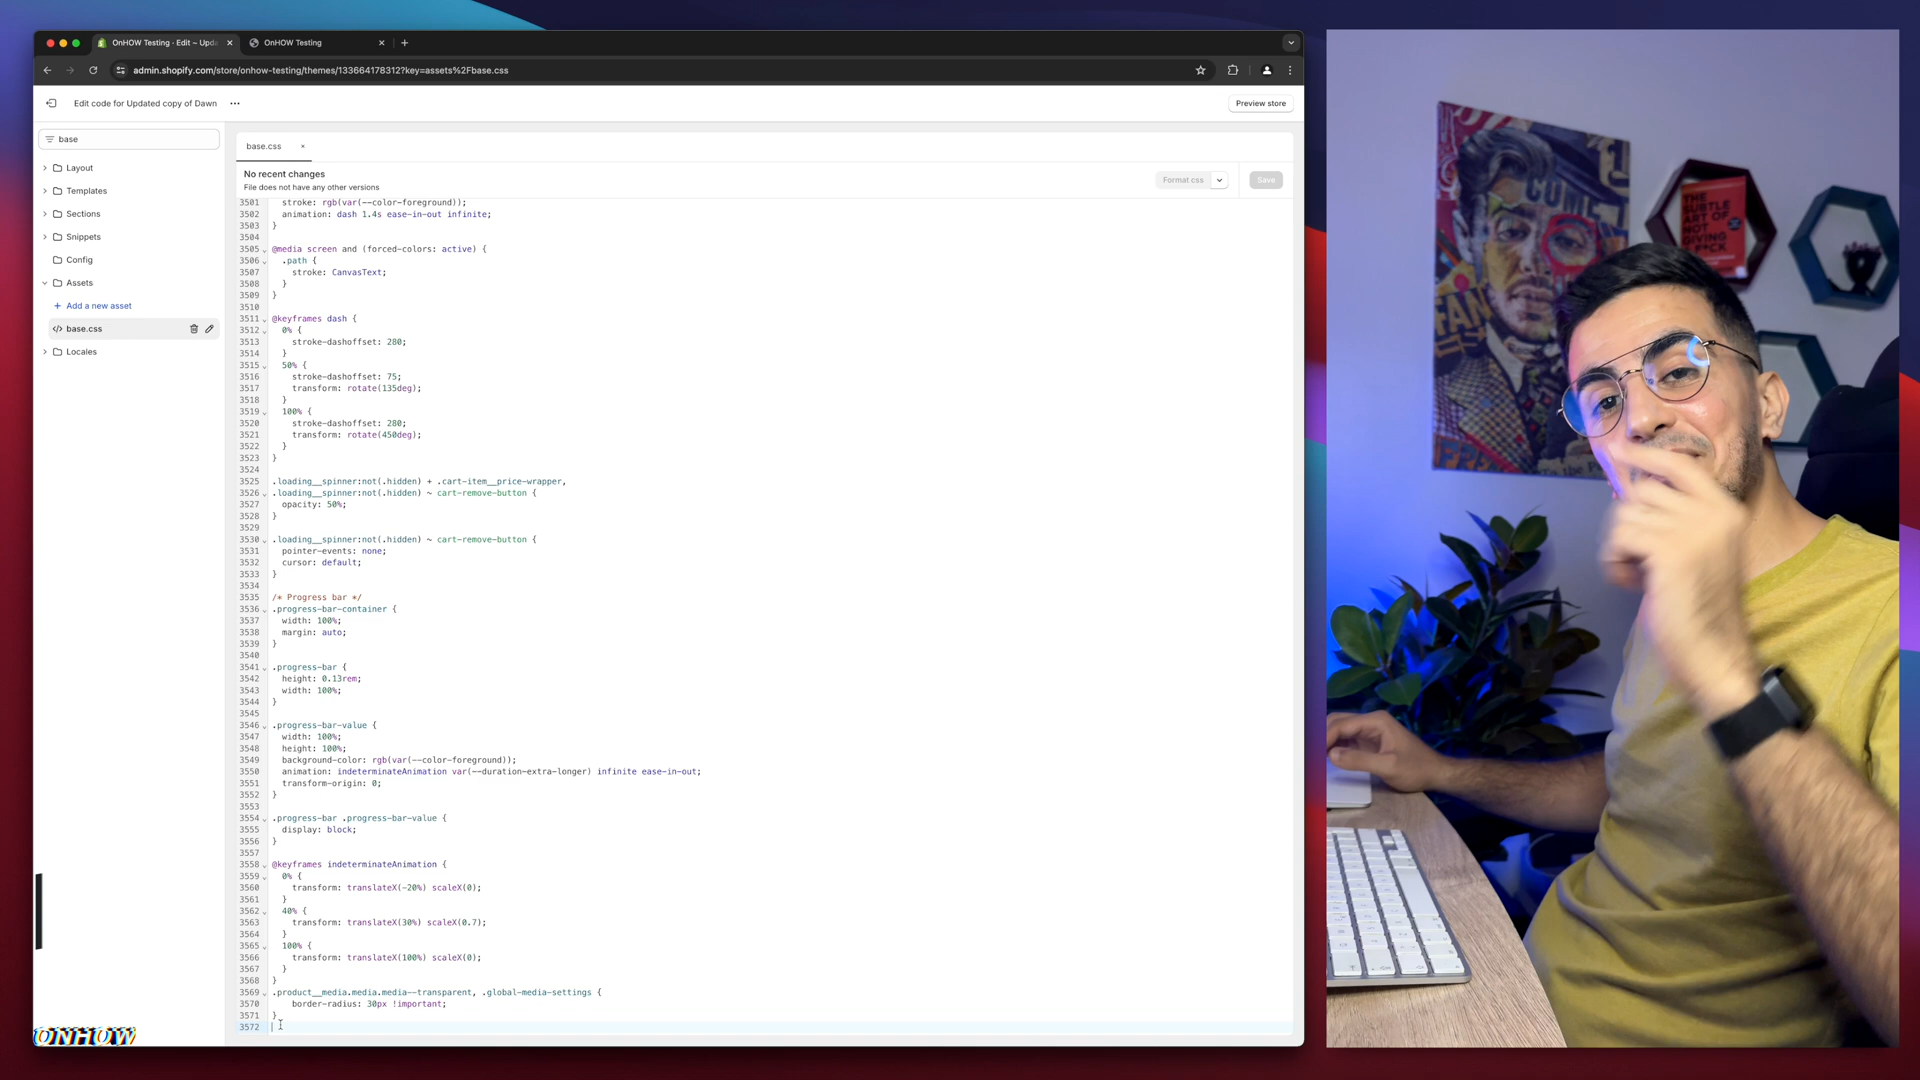 OnHOW Testing · Edit ~ Upda
OnHOW Testing
admin.shopify.com/store/onhow-testing/themes/133664178312?key=assets%2Fbase.css
Edit code for Updated copy of Dawn
Preview store
base
Layout
Templates
Sections
Snippets
Config
Assets
Add a new asset
base.css
Locales
base.css
No recent changes
File does not have any other versions
Format css
Save
3501 stroke: rgb(var(--color-foreground));
3502 animation: dash 1.4s ease-in-out infinite;
3503 }
3504
3505 @media screen and (forced-colors: active) {
3506 .path {
3507 stroke: CanvasText;
3508 }
3509 }
3510
3511 @keyframes dash {
3512 0% {
3513 stroke-dashoffset: 280;
3514 }
3515 50% {
3516 stroke-dashoffset: 75;
3517 transform: rotate(135deg);
3518 }
3519 100% {
3520 stroke-dashoffset: 280;
3521 transform: rotate(450deg);
3522 }
3523 }
3524
3525 .loading__spinner:not(.hidden) + .cart-item__price-wrapper,
3526 .loading__spinner:not(.hidden) ~ cart-remove-button {
3527 opacity: 50%;
3528 }
3529
3530 .loading__spinner:not(.hidden) ~ cart-remove-button {
3531 pointer-events: none;
3532 cursor: default;
3533 }
3534
3535 /* Progress bar */
3536 .progress-bar-container {
3537 width: 100%;
3538 margin: auto;
3539 }
3540
3541 .progress-bar {
3542 height: 0.13rem;
3543 width: 100%;
3544 }
3545
3546 .progress-bar-value {
3547 width: 100%;
3548 height: 100%;
3549 background-color: rgb(var(--color-foreground));
3550 animation: indeterminateAnimation var(--duration-extra-longer) infinite ease-in-out;
3551 transform-origin: 0;
3552 }
3553
3554 .progress-bar .progress-bar-value {
3555 display: block;
3556 }
3557
3558 @keyframes indeterminateAnimation {
3559 0% {
3560 transform: translateX(-20%) scaleX(0);
3561 }
3562 40% {
3563 transform: translateX(30%) scaleX(0.7);
3564 }
3565 100% {
3566 transform: translateX(100%) scaleX(0);
3567 }
3568 }
3569 .product__media.media.media--transparent, .global-media-settings {
3570 border-radius: 30px !important;
3571 }
3572
ONHOW
COME
FAN
THE
SUBTLE
ART OF
NOT
GIVING
A F*CK